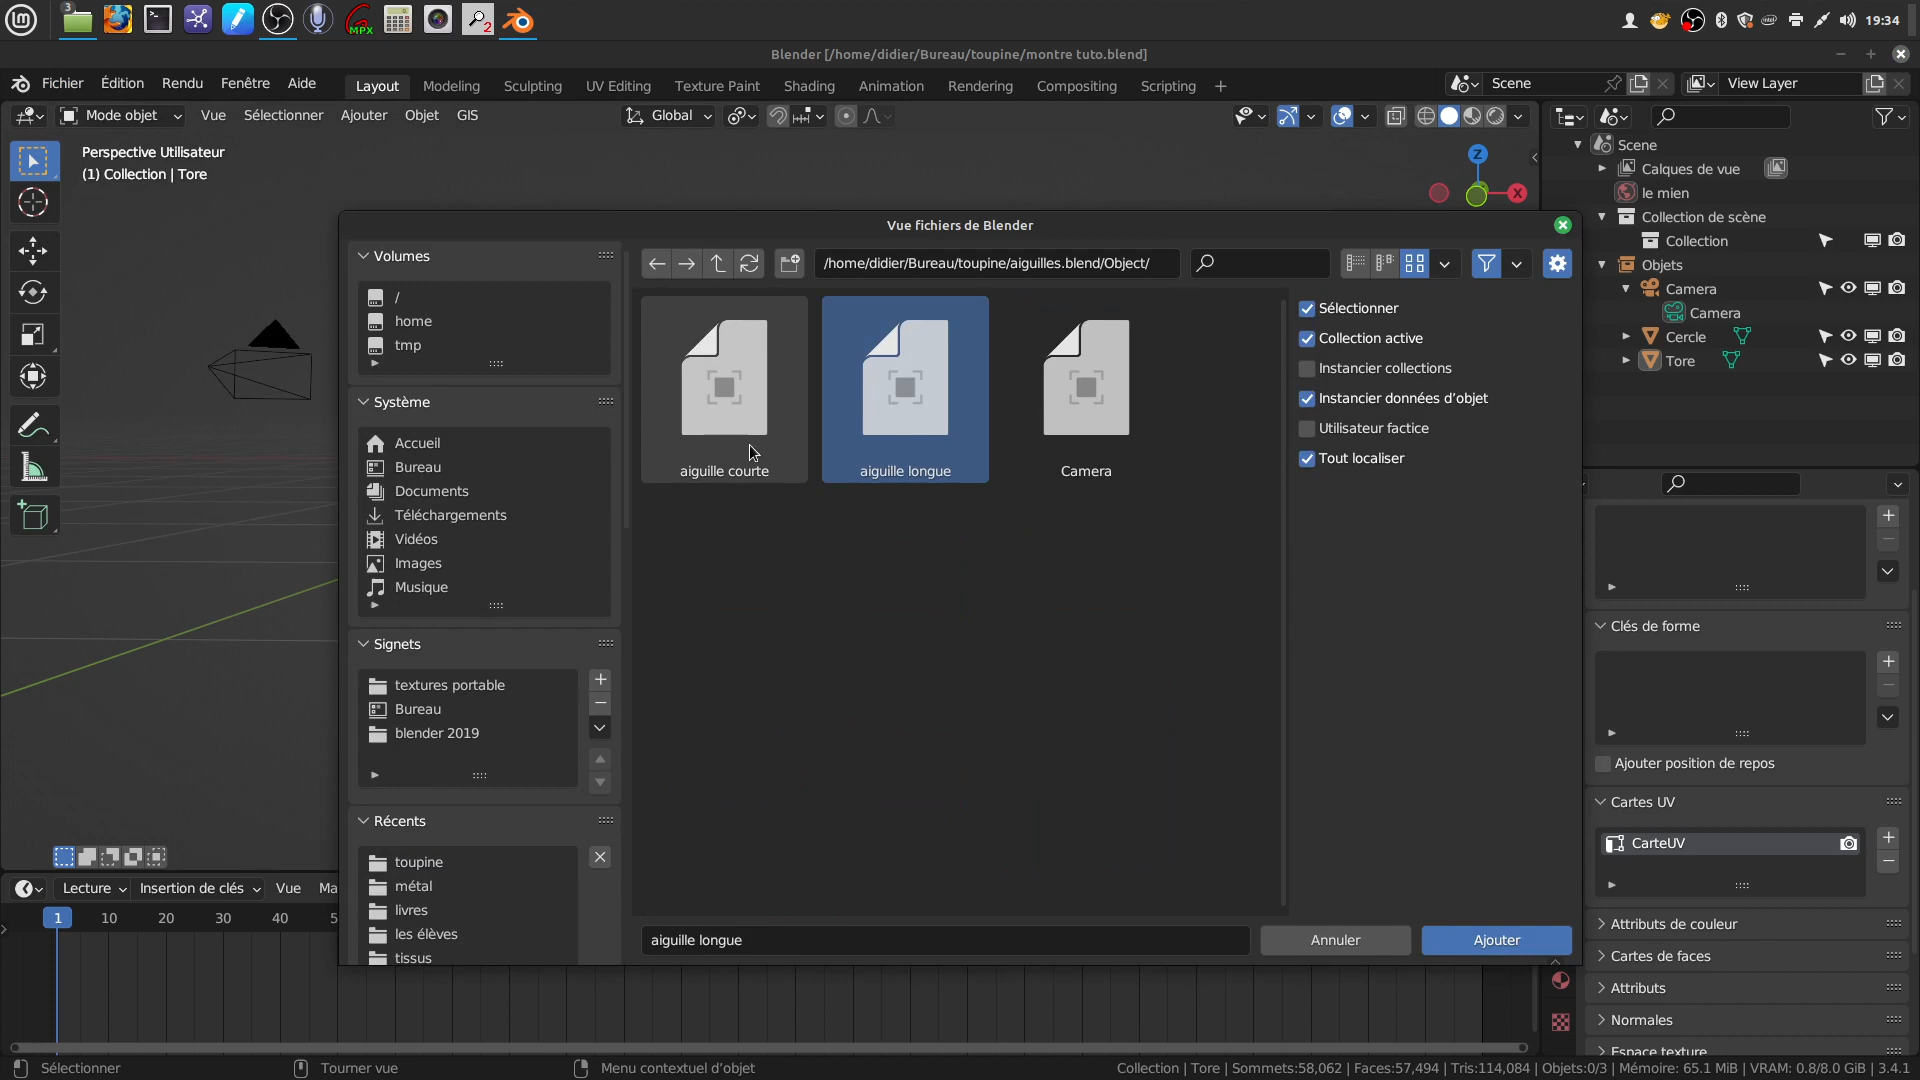 3
MPX
2
19:34
Blender [/home/didier/Bureau/toupine/montre tuto.blend]
Fichier Édition Rendu Fenêtre Aide
Layout Modeling Sculpting UV Editing Texture Paint Shading Animation Rendering Compositing Scripting +
Scene View Layer
Mode objet Vue Sélectionner Ajouter Objet GIS
Global
Perspective Utilisateur
(1) Collection | Tore
Z
X
Scene
Calques de vue
le mien
Collection de scène
Collection
Objets
Camera
Camera
Cercle
Tore
Vue fichiers de Blender
Volumes
/
home
tmp
Système
Accueil
Bureau
Documents
Téléchargements
Vidéos
Images
Musique
Signets
textures portable
Bureau
blender 2019
Récents
toupine
métal
livres
les élèves
tissus
/home/didier/Bureau/toupine/aiguilles.blend/Object/
aiguille courte
aiguille longue
Camera
Sélectionner
Collection active
Instancier collections
Instancier données d'objet
Utilisateur factice
Tout localiser
aiguille longue
Annuler
Ajouter
Clés de forme
Ajouter position de repos
Cartes UV
CarteUV
Attributs de couleur
Cartes de faces
Attributs
Normales
Espace texture
Lecture Insertion de clés Vue Ma
1 10 20 30 40 5
Sélectionner
Tourner vue
Menu contextuel d'objet
Collection | Tore | Sommets:58,062 | Faces:57,494 | Tris:114,084 | Objets:0/3 | Mémoire: 65.1 MiB | VRAM: 0.8/8.0 GiB | 3.4.1